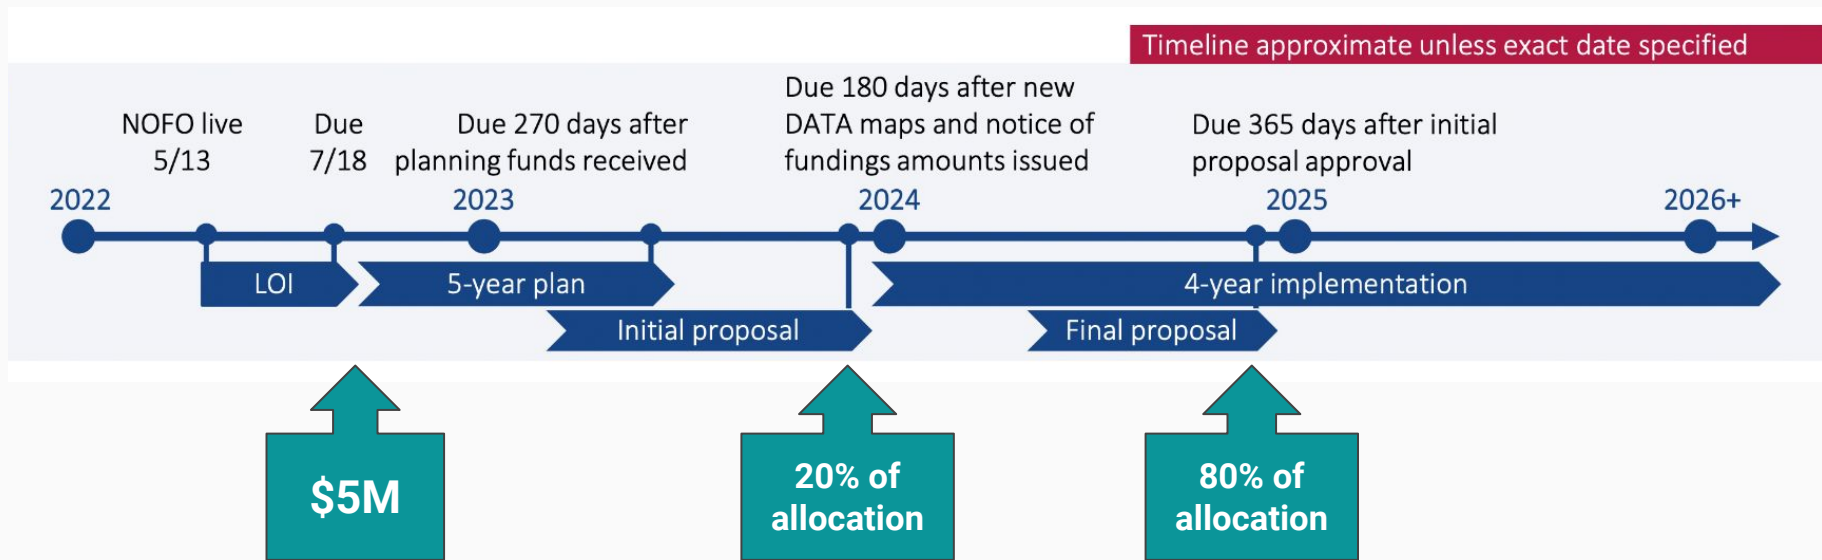 Timeline approximate unless exact date specified
NOFO live
5/13
Due
7/18
Due 270 days after
planning funds received
Due 180 days after new
DATA maps and notice of
fundings amounts issued
Due 365 days after initial
proposal approval
2022
2023
2024
2025
2026+
LOI
5-year plan
4-year implementation
Initial proposal
Final proposal
$5M
20% of
allocation
80% of
allocation